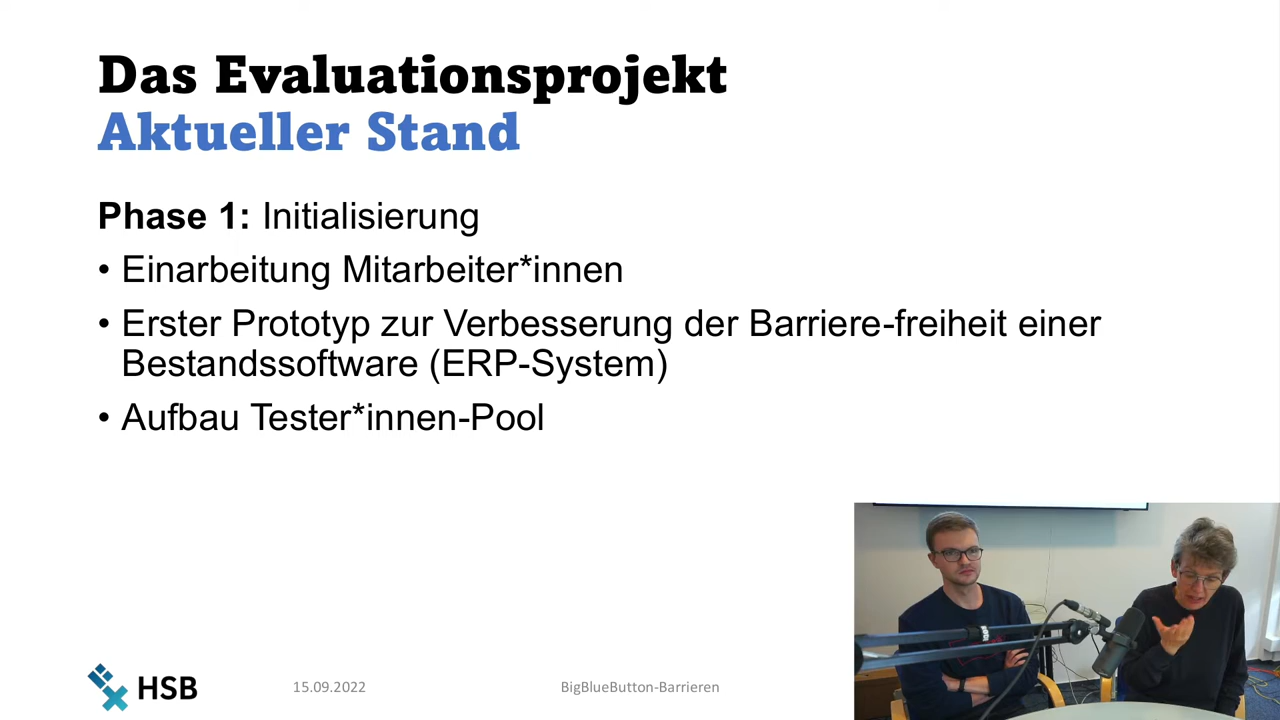 Das Evaluationsprojekt
Aktueller Stand
Phase 1: Initialisierung
• Einarbeitung Mitarbeiter*innen
• Erster Prototyp zur Verbesserung der Barriere-freiheit einer
Bestandssoftware (ERP-System)
• Aufbau Tester*innen-Pool
HSB
15.09.2022
BigBlueButton-Barrieren